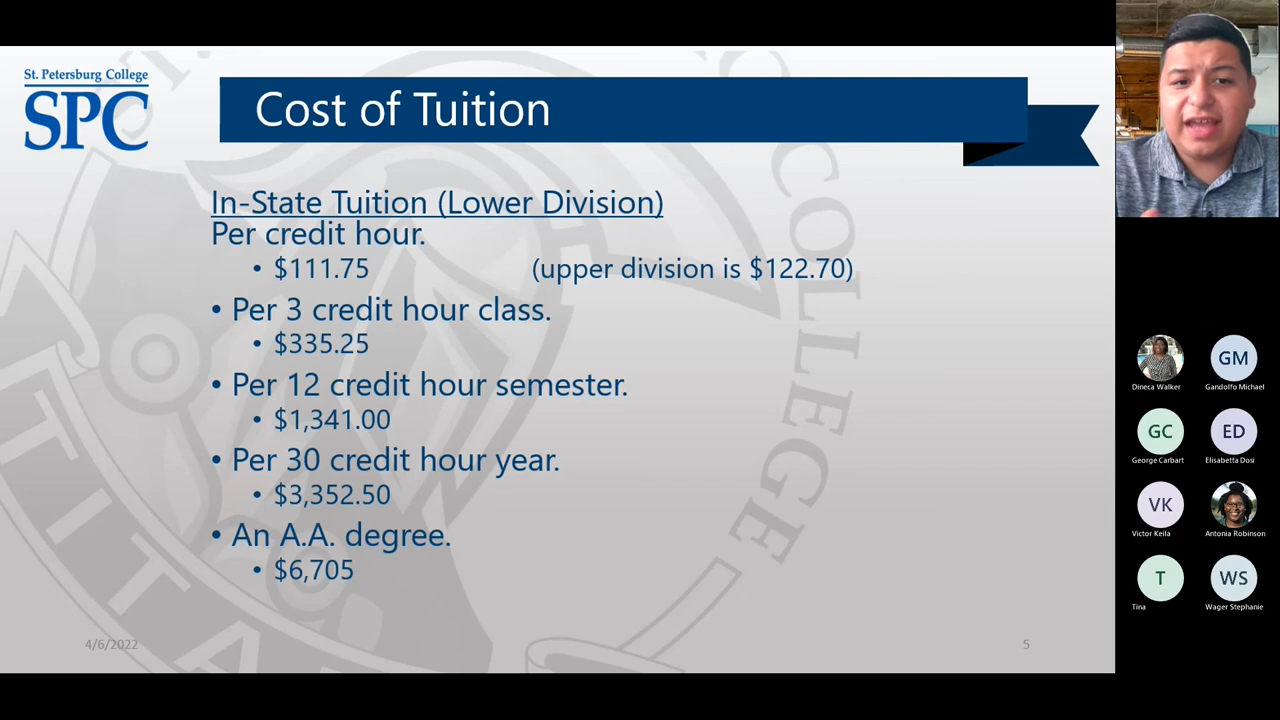 St. Petersburg College
SPC
Cost of Tuition
In-State Tuition (Lower Division)
Per credit hour.
• $111.75 (upper division is $122.70)
• Per 3 credit hour class.
• $335.25
• Per 12 credit hour semester.
• $1,341.00
• Per 30 credit hour year.
• $3,352.50
• An A.A. degree.
• $6,705
4/6/2022
5
COLLEGE
TITA
Dineca Walker
GM
Gandolfo Michael
GC
George Carbart
ED
Elisabetta Dosi
VK
Victor Keila
Antonia Robinson
T
Tina
WS
Wager Stephanie